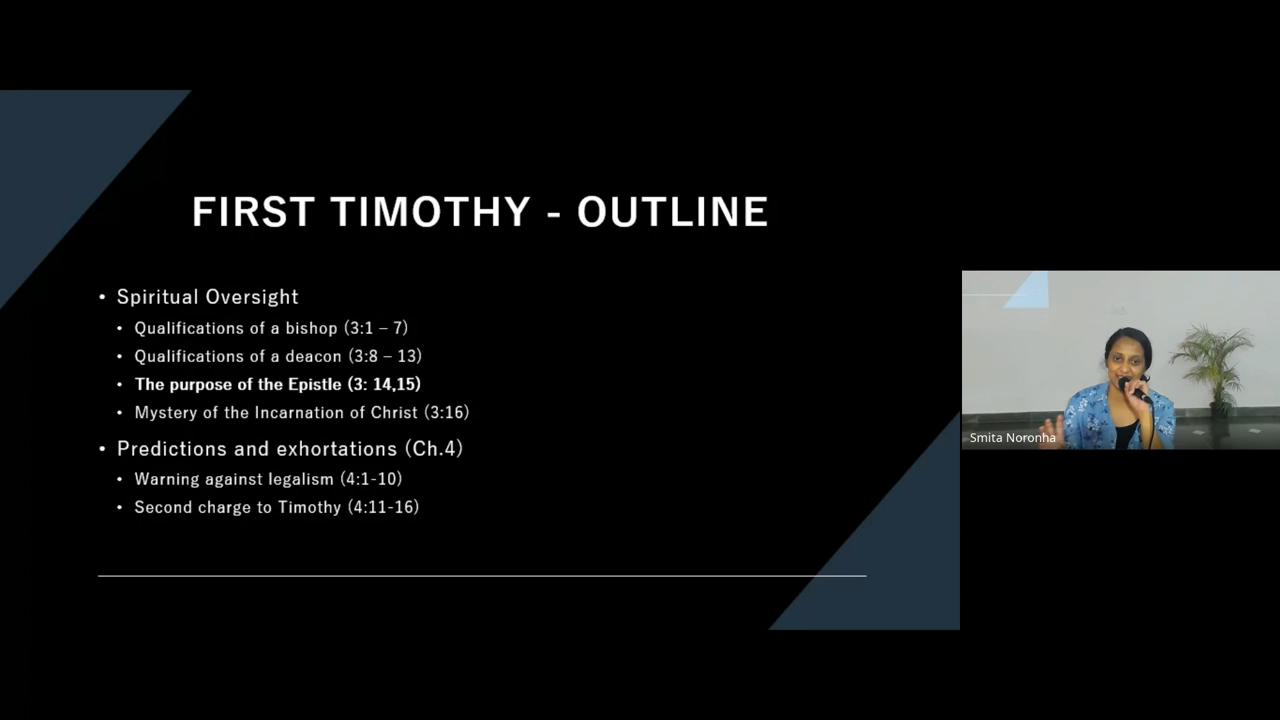 FIRST TIMOTHY - OUTLINE
• Spiritual Oversight
• Qualifications of a bishop (3:1 – 7)
• Qualifications of a deacon (3:8 – 13)
• The purpose of the Epistle (3: 14,15)
• Mystery of the Incarnation of Christ (3:16)
• Predictions and exhortations (Ch.4)
• Warning against legalism (4:1-10)
• Second charge to Timothy (4:11-16)
Smita Noronha